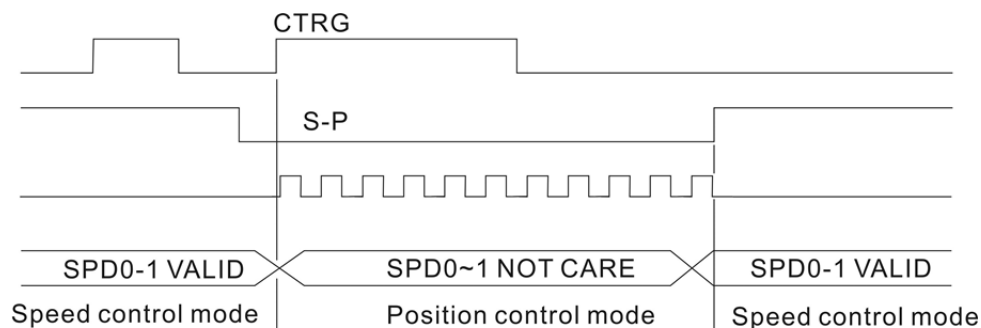 CTRG
S-P
SPD0-1 VALID
SPD0~1 NOT CARE
SPD0-1 VALID
Speed control mode
Position control mode
Speed control mode